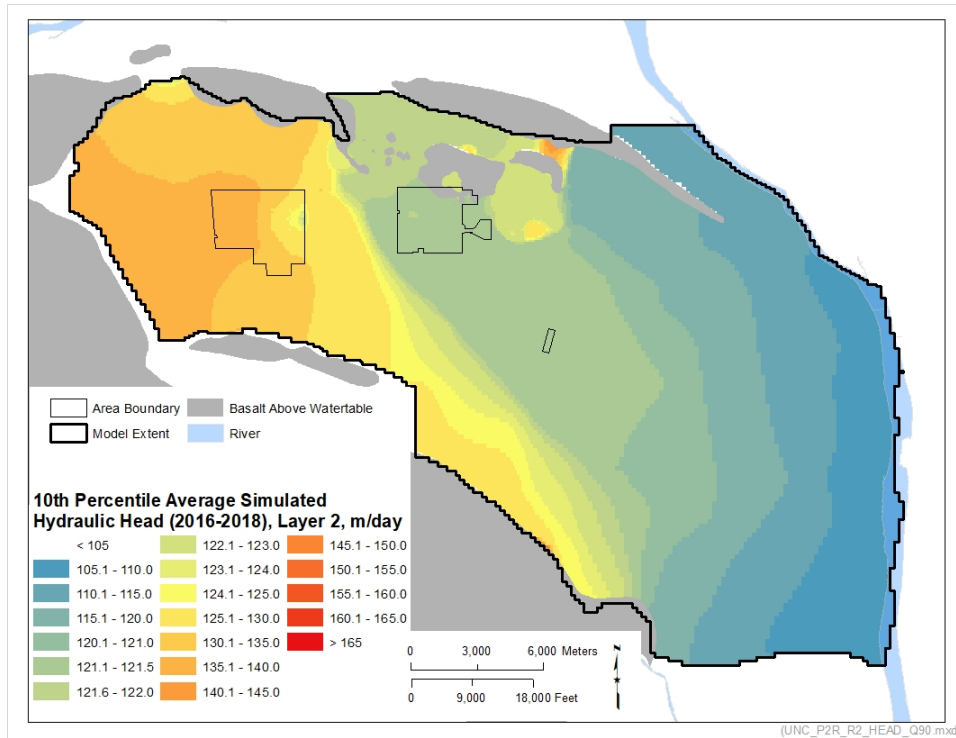 Area Boundary
Basalt Above Watertable
Model Extent
River
10th Percentile Average Simulated
Hydraulic Head (2016-2018), Layer 2, m/day
< 105
105.1 - 110.0
110.1 - 115.0
115.1 - 120.0
120.1 - 121.0
121.1 - 121.5
121.6 - 122.0
122.1 - 123.0
123.1 - 124.0
124.1 - 125.0
125.1 - 130.0
130.1 - 135.0
135.1 - 140.0
140.1 - 145.0
145.1 - 150.0
150.1 - 155.0
155.1 - 160.0
160.1 - 165.0
> 165
0 3,000 6,000 Meters
0 9,000 18,000 Feet
N
(UNC_P2R_R2_HEAD_Q90.mxd